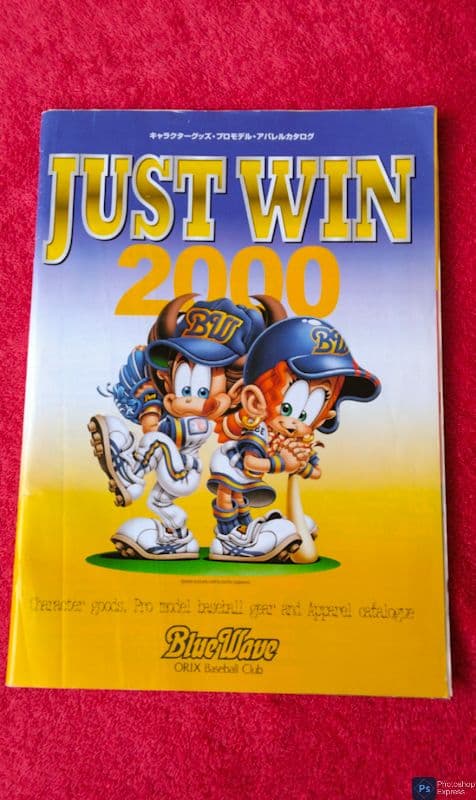 キャラクターグッズ・プロモデル・アパレルカタログ
JUST WIN
2000
BW
BW
Character goods, Pro model baseball gear and Apparel catalogue
BlueWave
ORIX Baseball Club
Ps Photoshop
Express